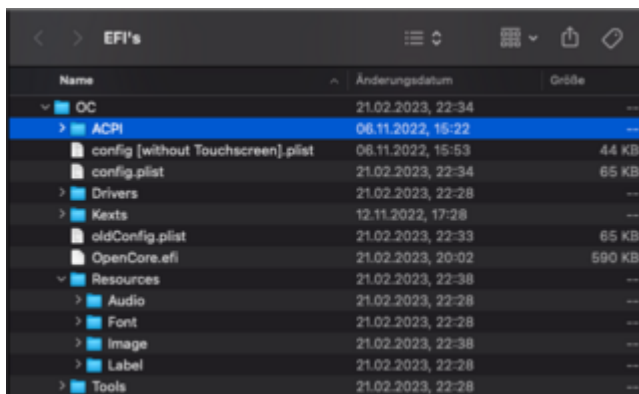 EFI's
Name Änderungsdatum Größe
OC 21.02.2023, 22:34 --
ACPI 06.11.2022, 15:22 --
config [without Touchscreen].plist 06.11.2022, 15:53 44 KB
config.plist 21.02.2023, 22:34 65 KB
Drivers 21.02.2023, 22:28 --
Kexts 12.11.2022, 17:28 --
oldConfig.plist 21.02.2023, 22:33 65 KB
OpenCore.efi 21.02.2023, 20:02 590 KB
Resources 21.02.2023, 22:38 --
Audio 21.02.2023, 22:28 --
Font 21.02.2023, 22:28 --
Image 21.02.2023, 22:38 --
Label 21.02.2023, 22:28 --
Tools 21.02.2023, 22:28 --